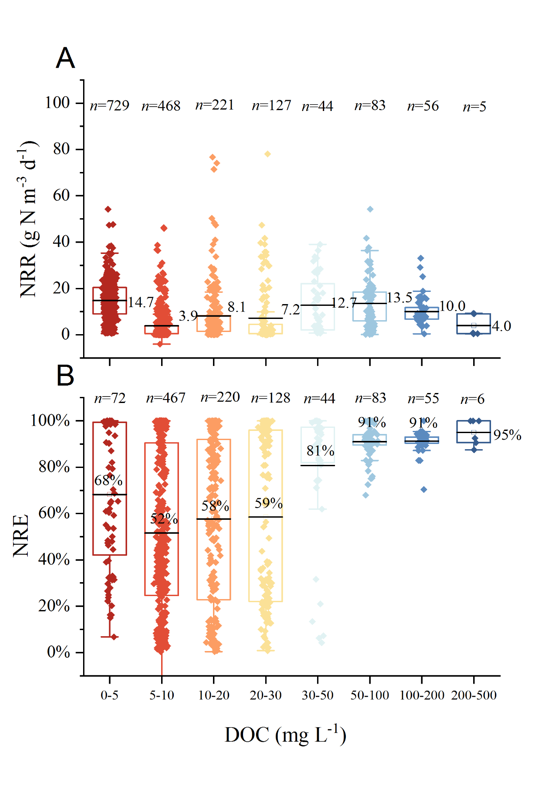 A
n=729 n=468 n=221 n=127 n=44 n=83 n=56 n=5
100
80
60
40
20
0
NRR (g N m-3 d-1)
14.7 3.9 8.1 7.2 12.7 13.5 10.0 4.0
B
n=72 n=467 n=220 n=128 n=44 n=83 n=55 n=6
100%
80%
60%
40%
20%
0%
NRE
68% 52% 58% 59% 81% 91% 91% 95%
0-5 5-10 10-20 20-30 30-50 50-100 100-200 200-500
DOC (mg L-1)